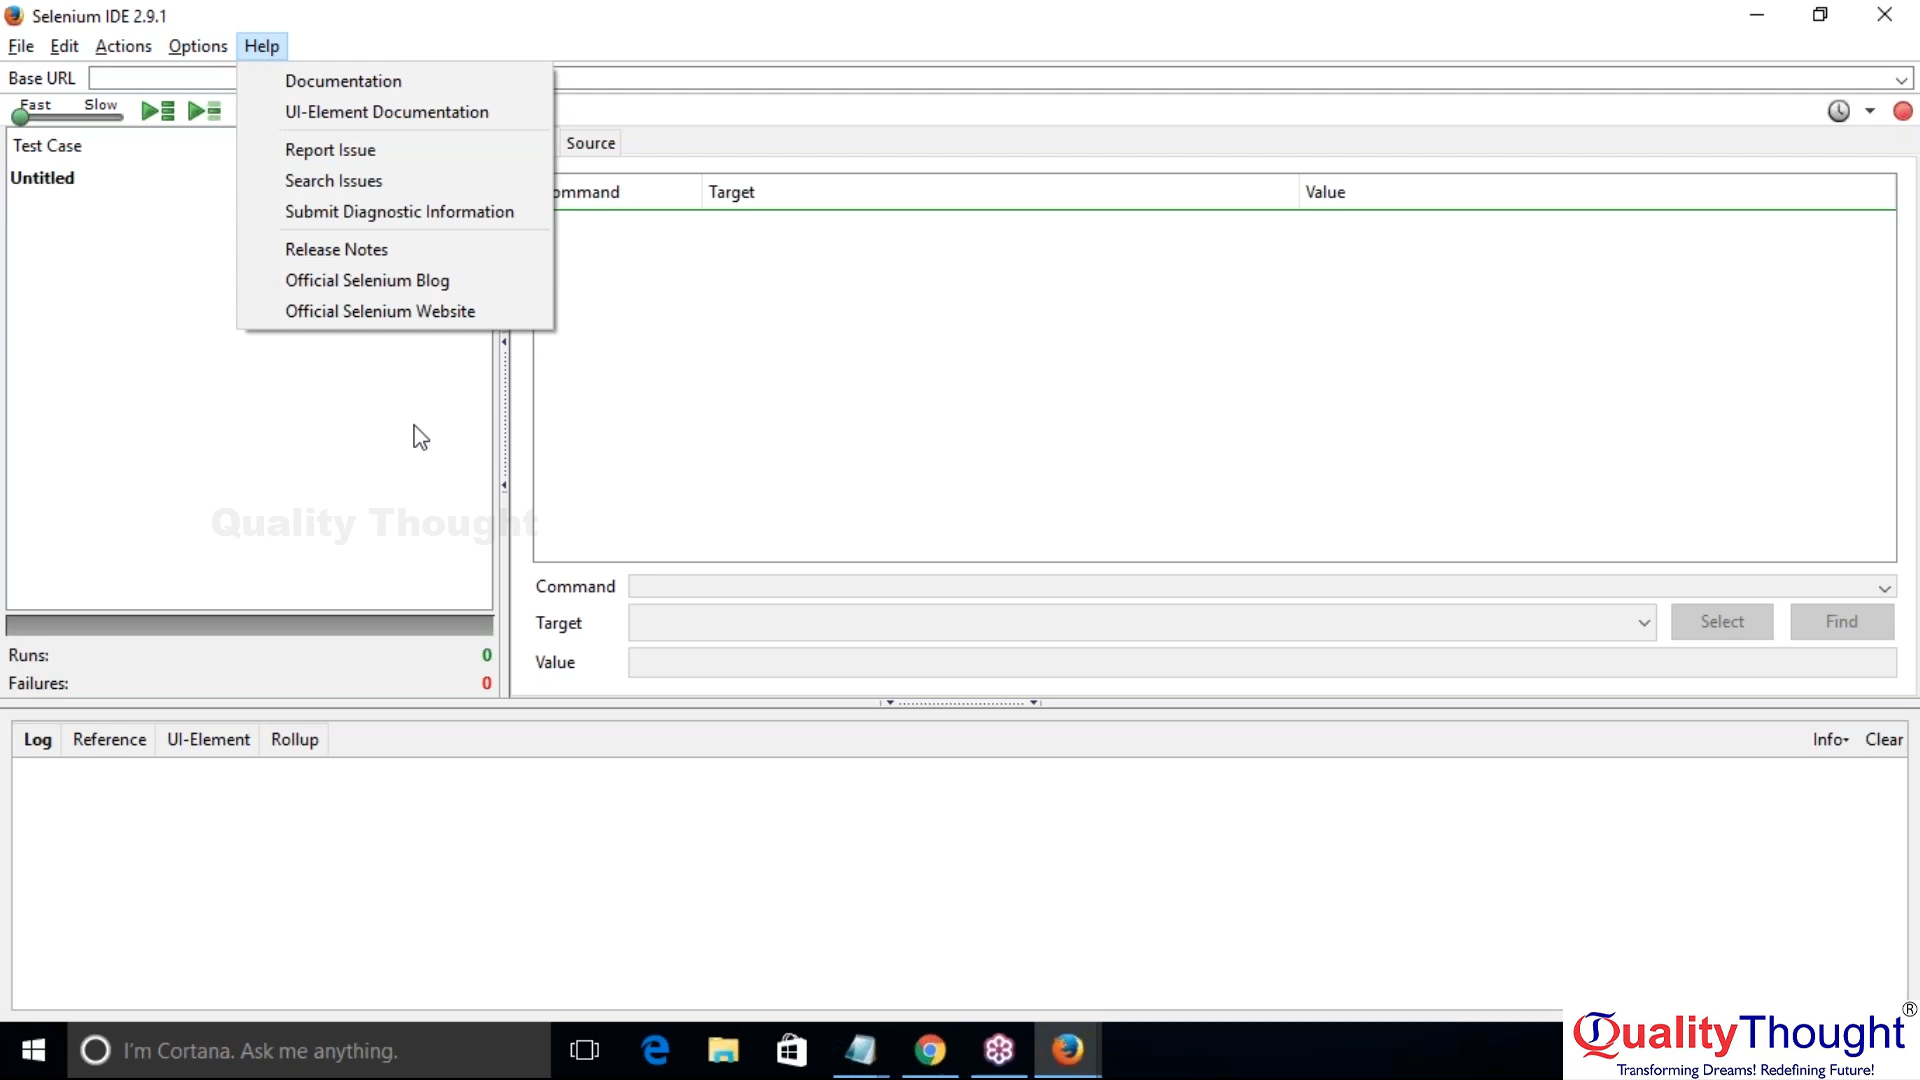 Selenium IDE 2.9.1
File Edit Actions Options Help
Base URL
Fast Slow
Documentation
UI-Element Documentation
Report Issue
Search Issues
Submit Diagnostic Information
Release Notes
Official Selenium Blog
Official Selenium Website
Test Case
Untitled
Source
ommand Target Value
Quality Thought
Command
Target Select Find
Value
Runs: 0
Failures: 0
Log Reference UI-Element Rollup Info Clear
I'm Cortana. Ask me anything.
QualityThought®
Transforming Dreams! Redefining Future!